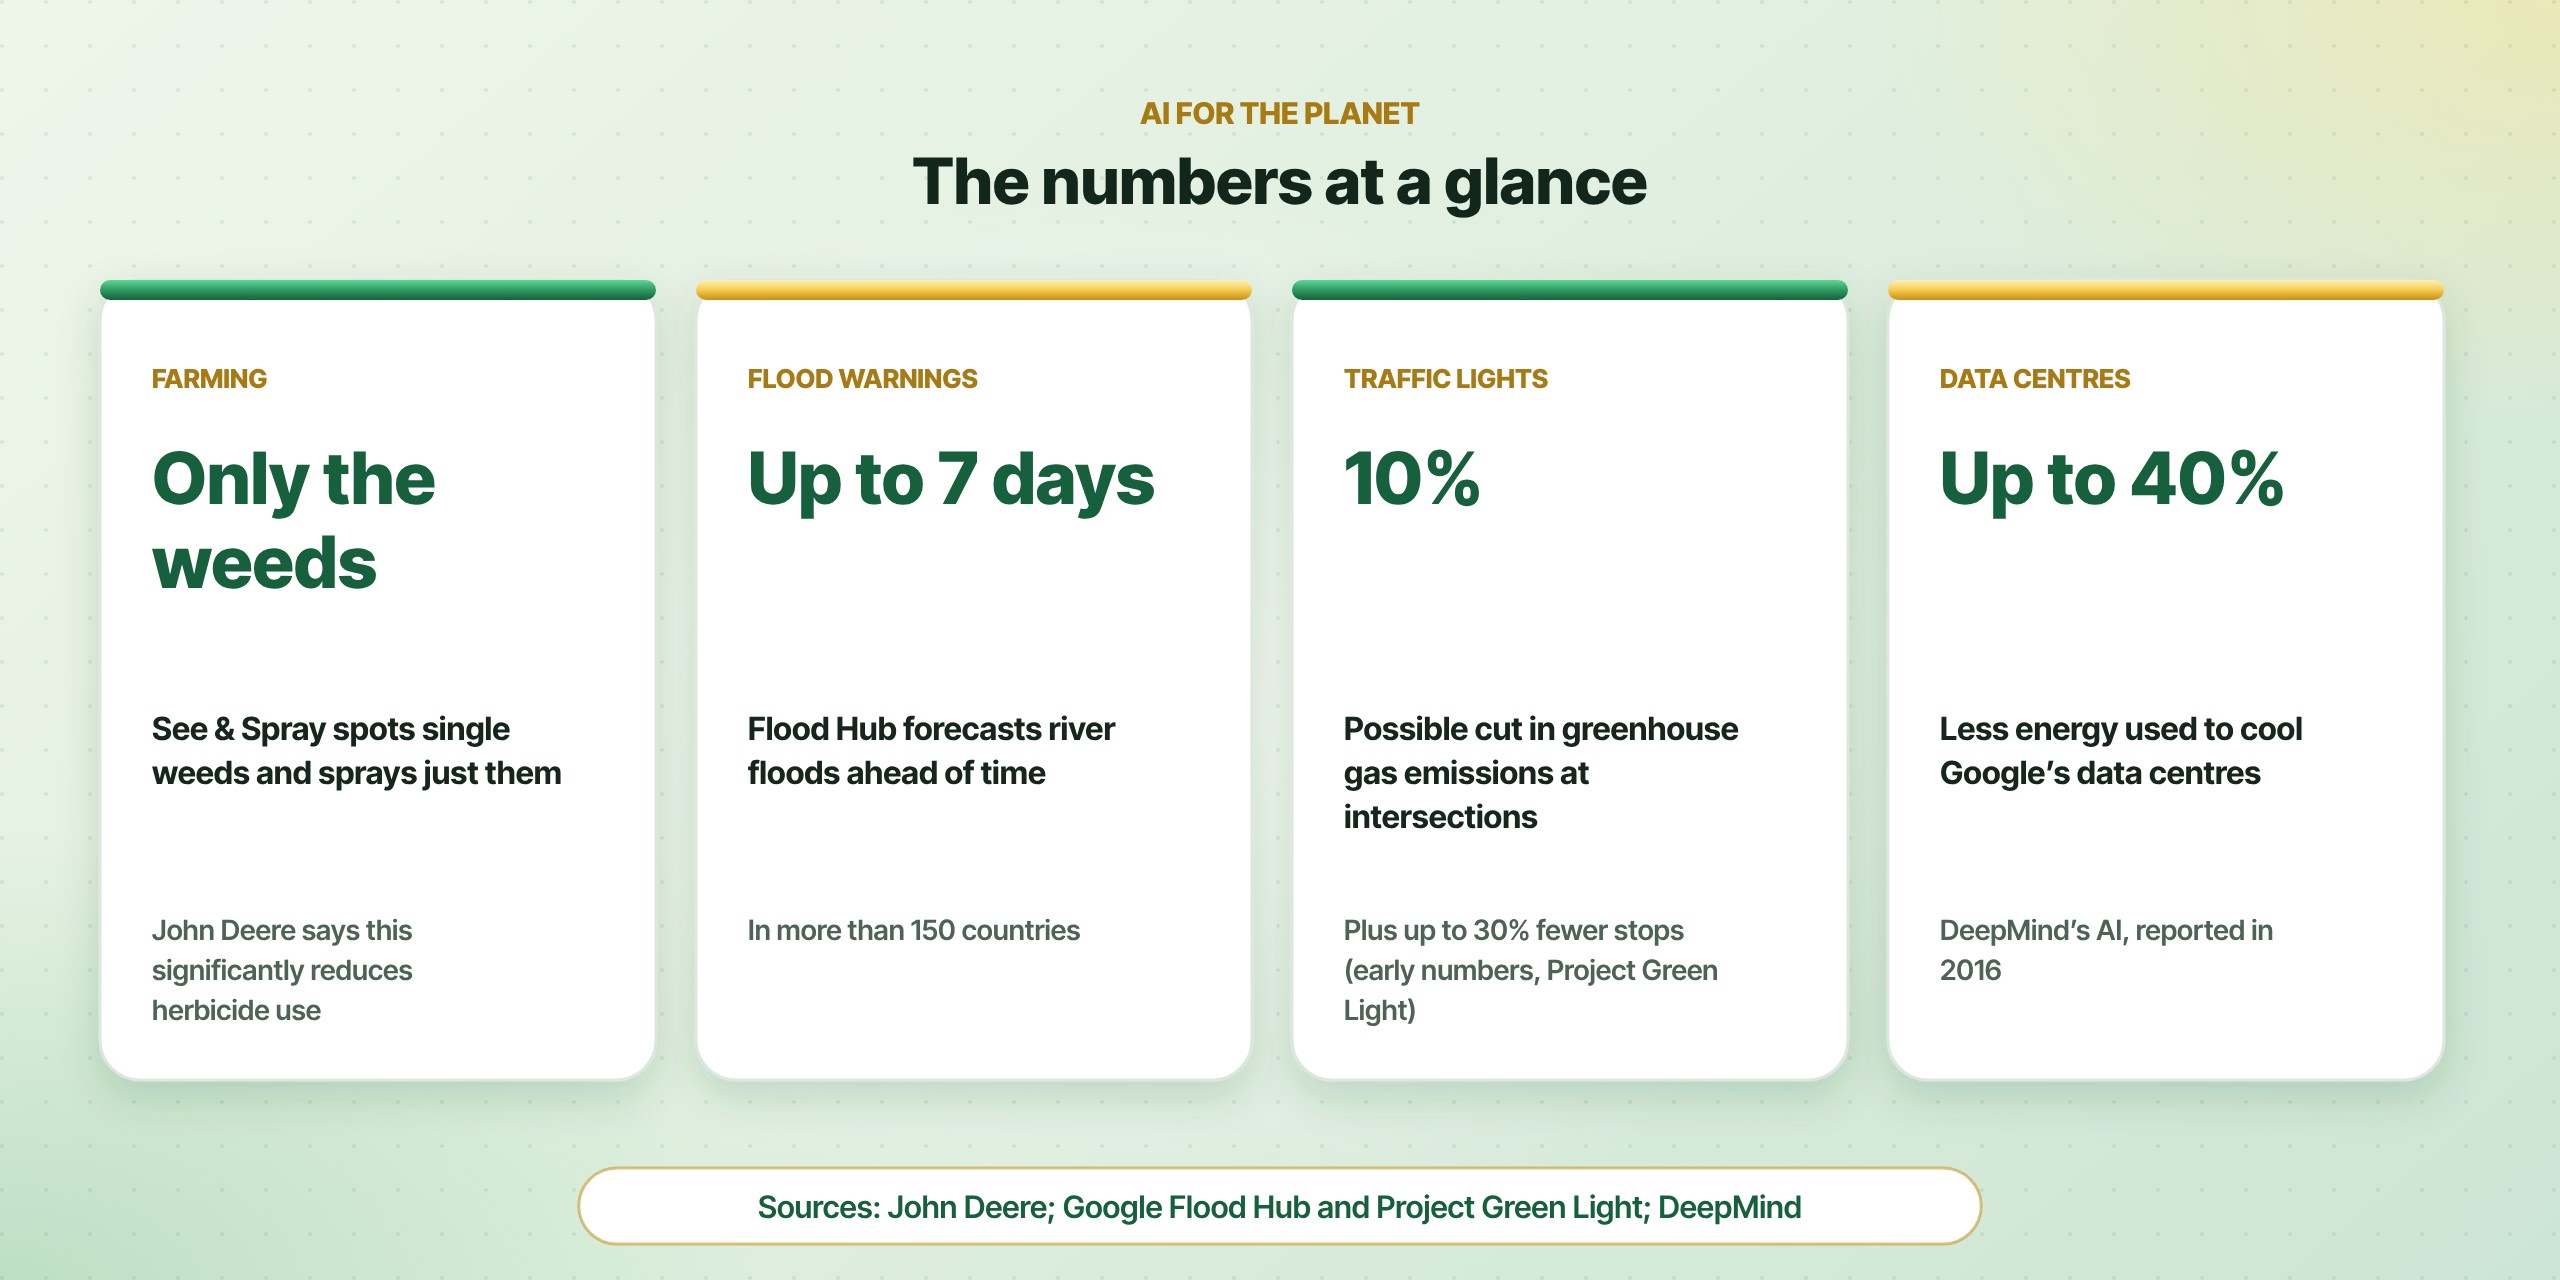 AI FOR THE PLANET
The numbers at a glance
FARMING
Only the
weeds
See & Spray spots single
weeds and sprays just them
John Deere says this
significantly reduces
herbicide use
FLOOD WARNINGS
Up to 7 days
Flood Hub forecasts river
floods ahead of time
In more than 150 countries
TRAFFIC LIGHTS
10%
Possible cut in greenhouse
gas emissions at
intersections
Plus up to 30% fewer stops
(early numbers, Project Green
Light)
DATA CENTRES
Up to 40%
Less energy used to cool
Google’s data centres
DeepMind’s AI, reported in
2016
Sources: John Deere; Google Flood Hub and Project Green Light; DeepMind